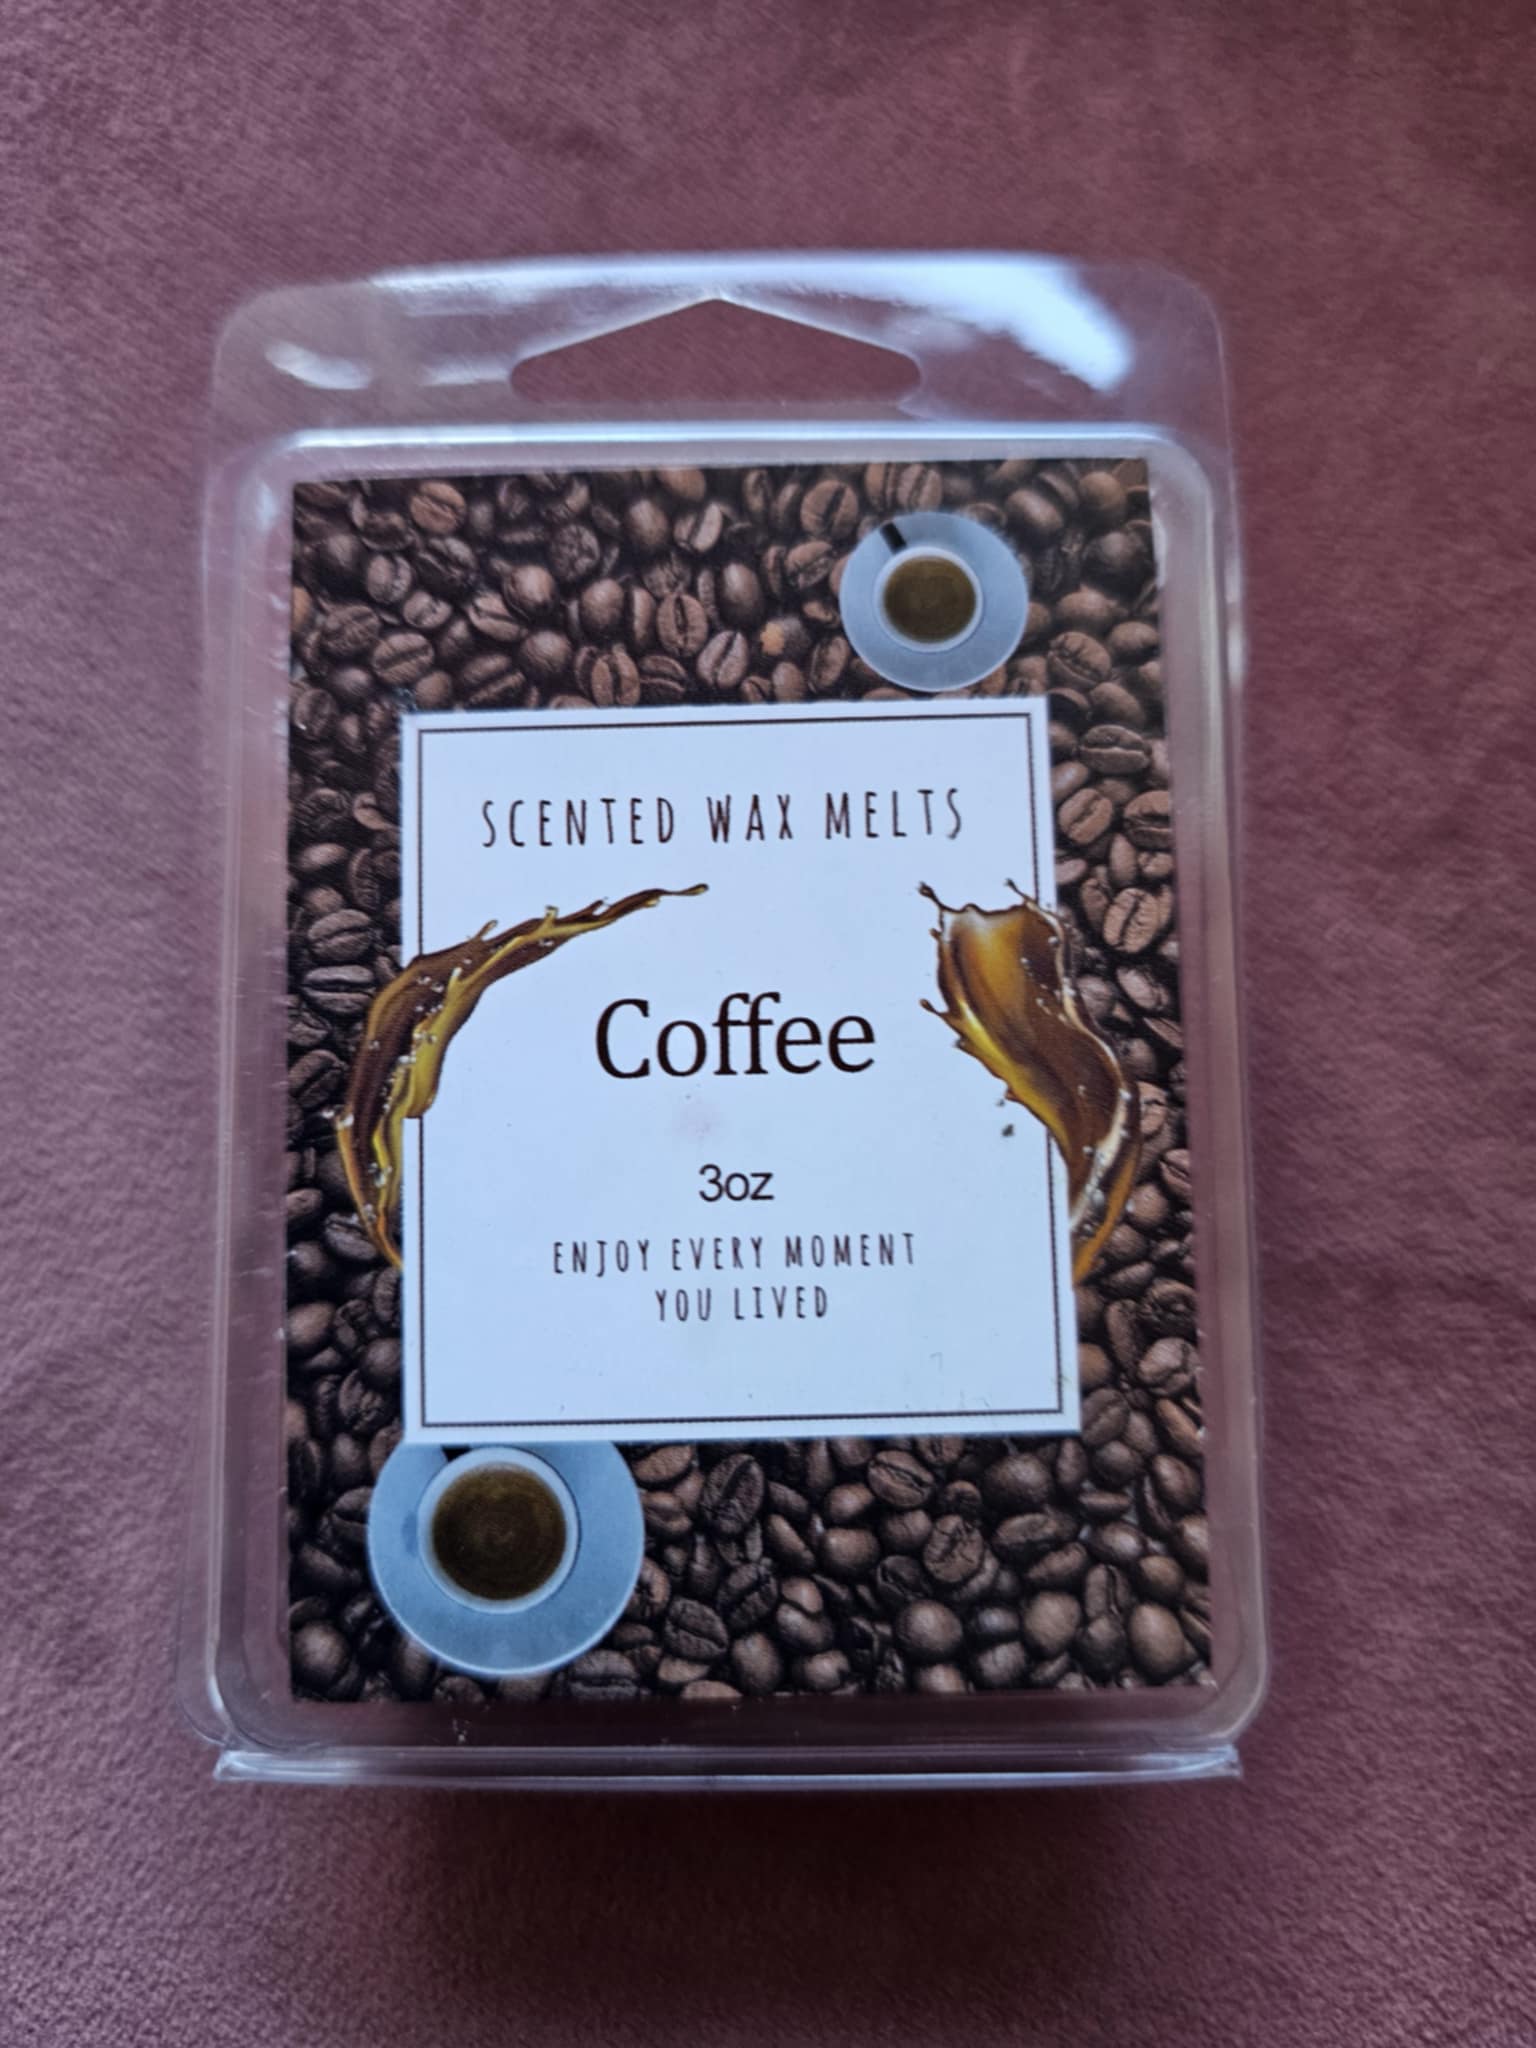 SCENTED WAX MELTS
Coffee
3oz
ENJOY EVERY MOMENT
YOU LIVED